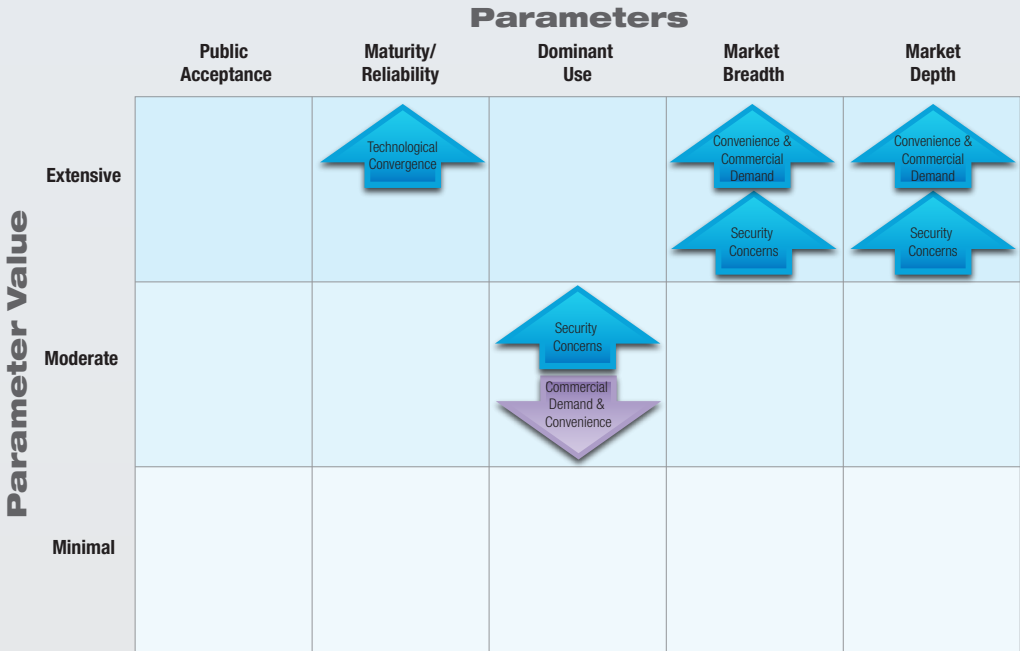 Parameters
Public
Acceptance
Maturity/
Reliability
Dominant
Use
Market
Breadth
Market
Depth
Parameter Value
Extensive
Technological
Convergence
Convenience &
Commercial
Demand
Convenience &
Commercial
Demand
Security
Concerns
Security
Concerns
Moderate
Security
Concerns
Commercial
Demand &
Convenience
Minimal